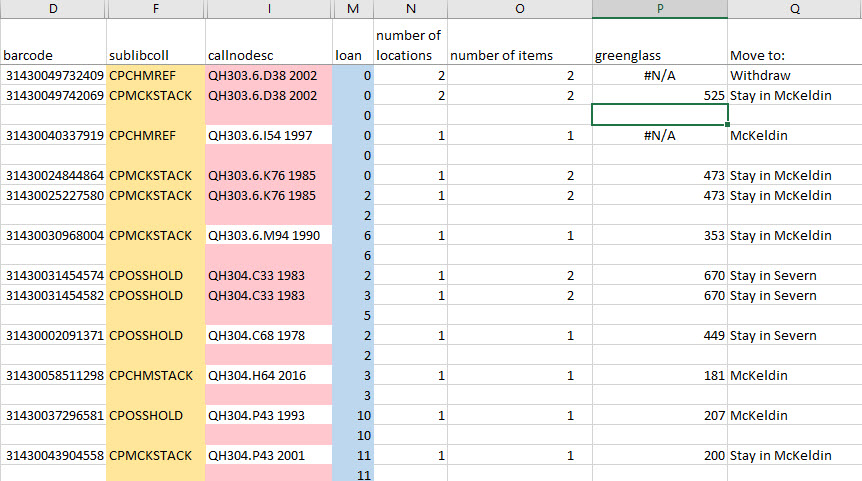 D F I M N O P Q
number of
barcode sublibcoll callnodesc loan locations number of items greenglass Move to:
31430049732409 CPCHMREF QH303.6.D38 2002 0 2 2 #N/A Withdraw
31430049742069 CPMCKSTACK QH303.6.D38 2002 0 2 2 525 Stay in McKeldin
0
31430040337919 CPCHMREF QH303.6.I54 1997 0 1 1 #N/A McKeldin
0
31430024844864 CPMCKSTACK QH303.6.K76 1985 0 1 2 473 Stay in McKeldin
31430025227580 CPMCKSTACK QH303.6.K76 1985 2 1 2 473 Stay in McKeldin
2
31430030968004 CPMCKSTACK QH303.6.M94 1990 6 1 1 353 Stay in McKeldin
6
31430031454574 CPOSSHOLD QH304.C33 1983 2 1 2 670 Stay in Severn
31430031454582 CPOSSHOLD QH304.C33 1983 3 1 2 670 Stay in Severn
5
31430002091371 CPOSSHOLD QH304.C68 1978 2 1 1 449 Stay in Severn
2
31430058511298 CPCHMSTACK QH304.H64 2016 3 1 1 181 McKeldin
3
31430037296581 CPOSSHOLD QH304.P43 1993 10 1 1 207 McKeldin
10
31430043904558 CPMCKSTACK QH304.P43 2001 11 1 1 200 Stay in McKeldin
11